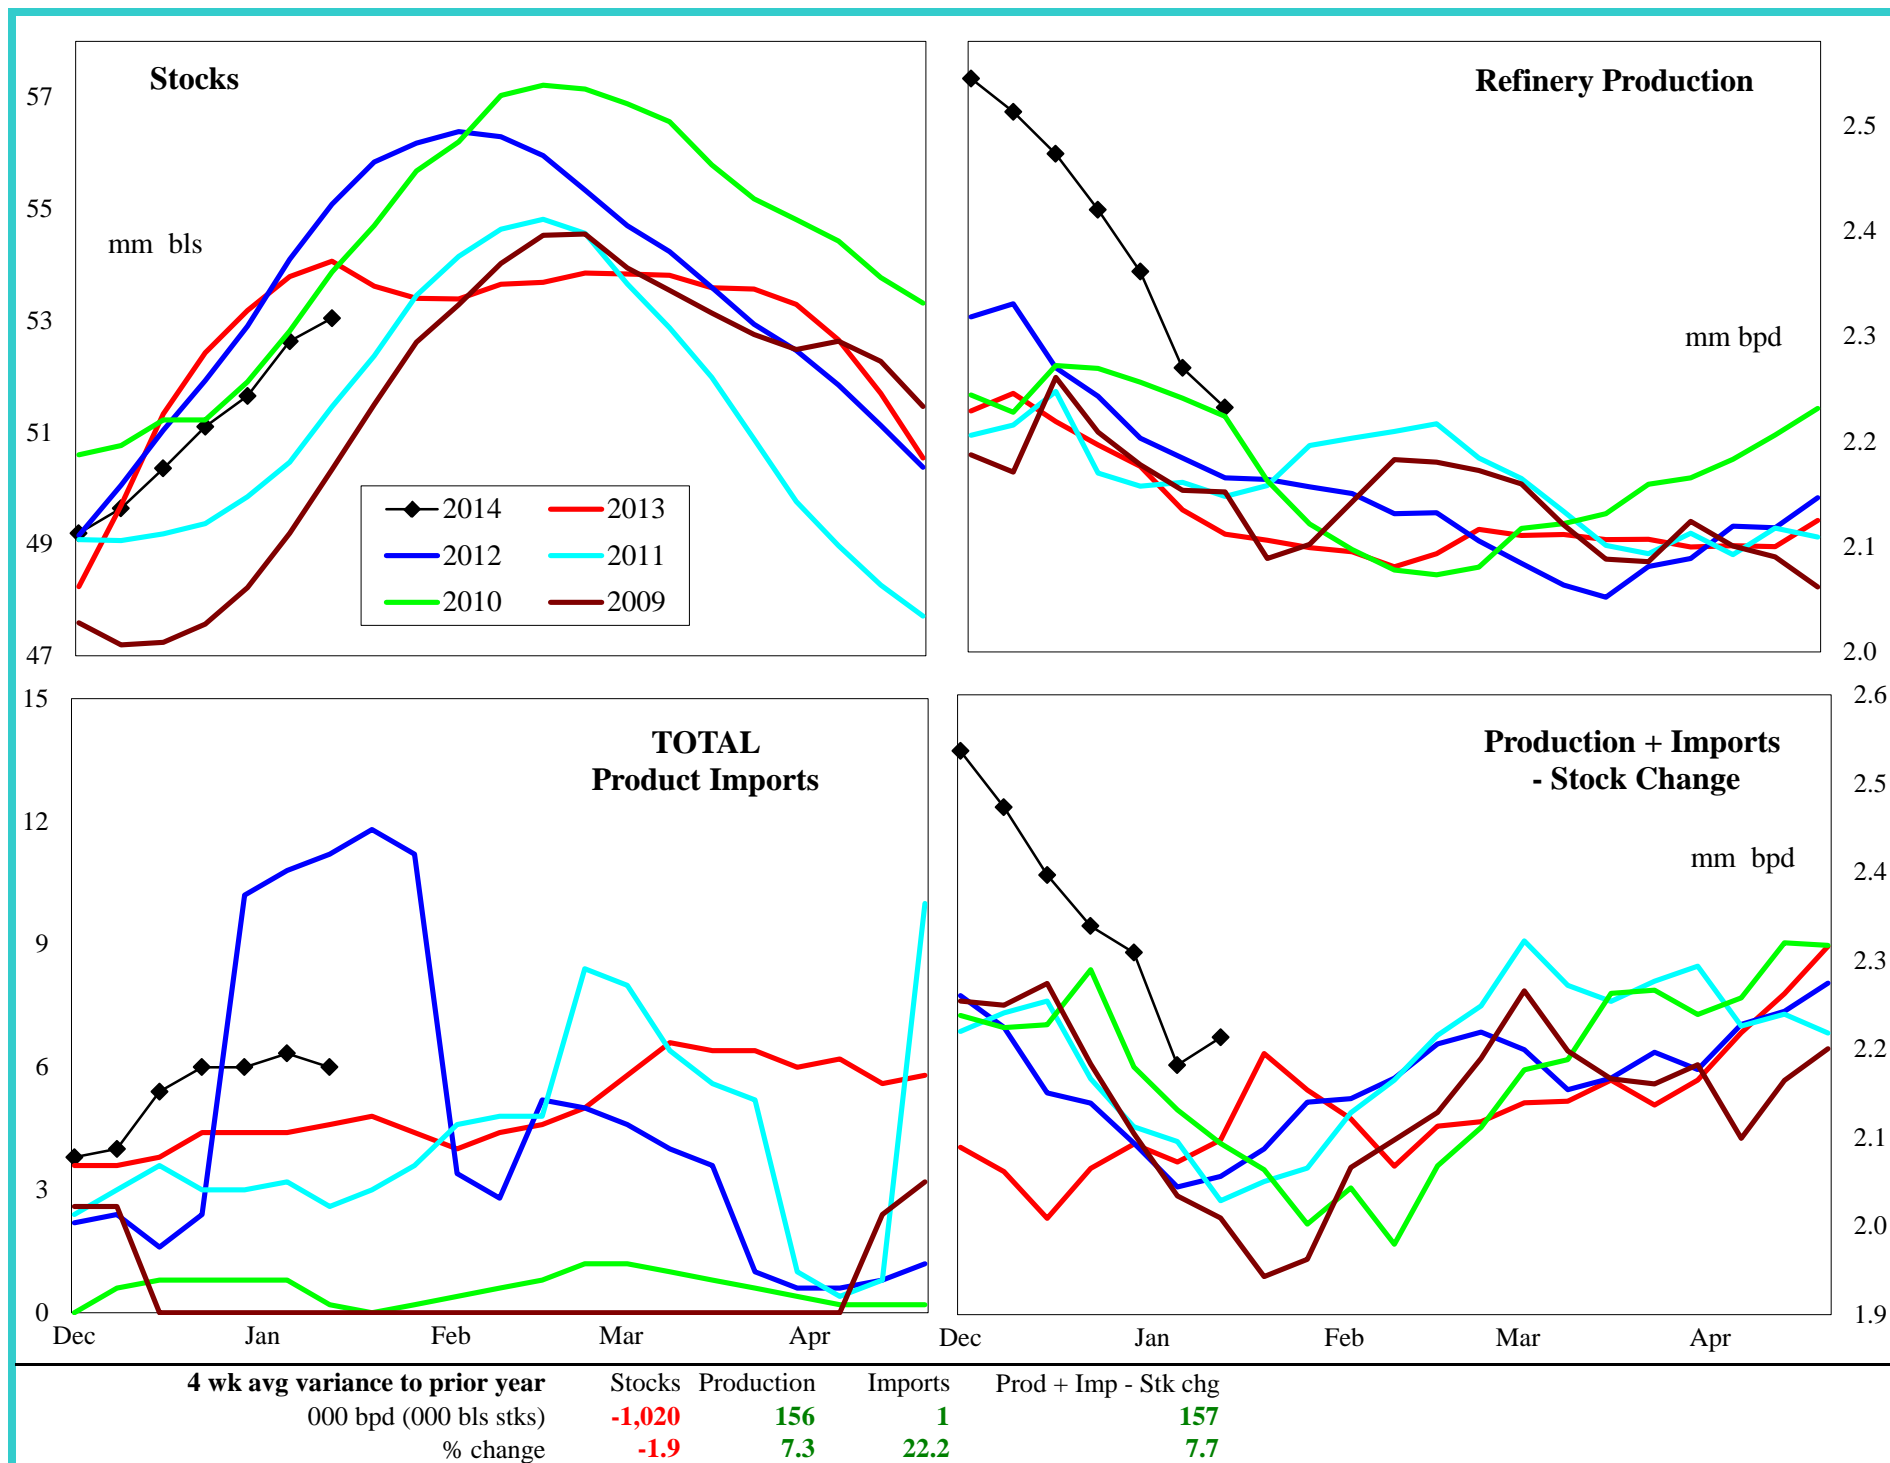 Stocks
57
55
53
51
49
47
mm bls
2014
2013
2012
2011
2010
2009
Refinery Production
2.5
2.4
2.3
2.2
2.1
2.0
mm bpd
TOTAL
Product Imports
15
12
9
6
3
0
Dec Jan Feb Mar Apr
Production + Imports
- Stock Change
mm bpd
2.6
2.5
2.4
2.3
2.2
2.1
2.0
1.9
Dec Jan Feb Mar Apr
4 wk avg variance to prior year Stocks Production Imports Prod + Imp - Stk chg
000 bpd (000 bls stks) -1,020 156 1 157
% change -1.9 7.3 22.2 7.7